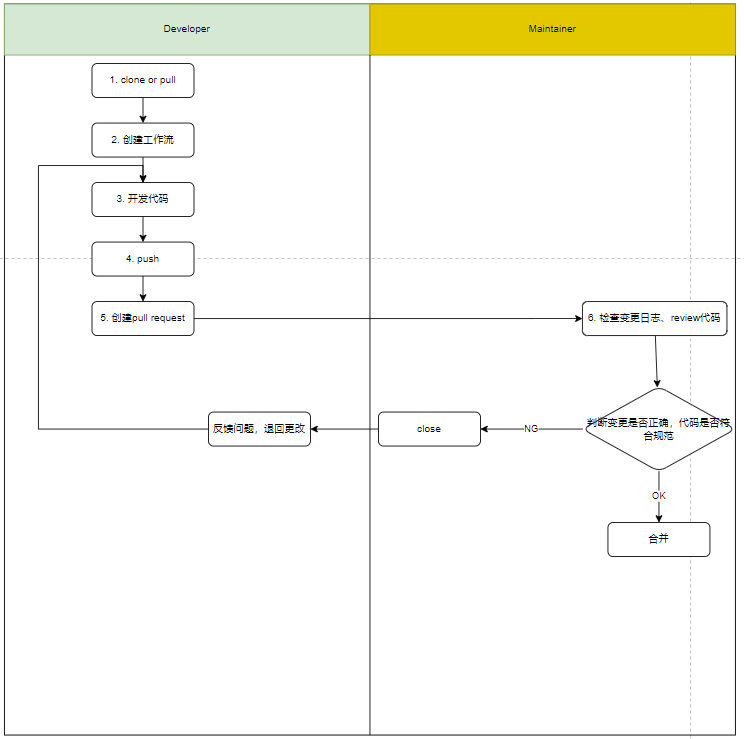 Developer
Maintainer
1. clone or pull
2. 创建工作流
3. 开发代码
4. push
5. 创建pull request
6. 检查变更日志、review代码
判断变更是否正确，代码是否符
合规范
NG
close
反馈问题，退回更改
OK
合并